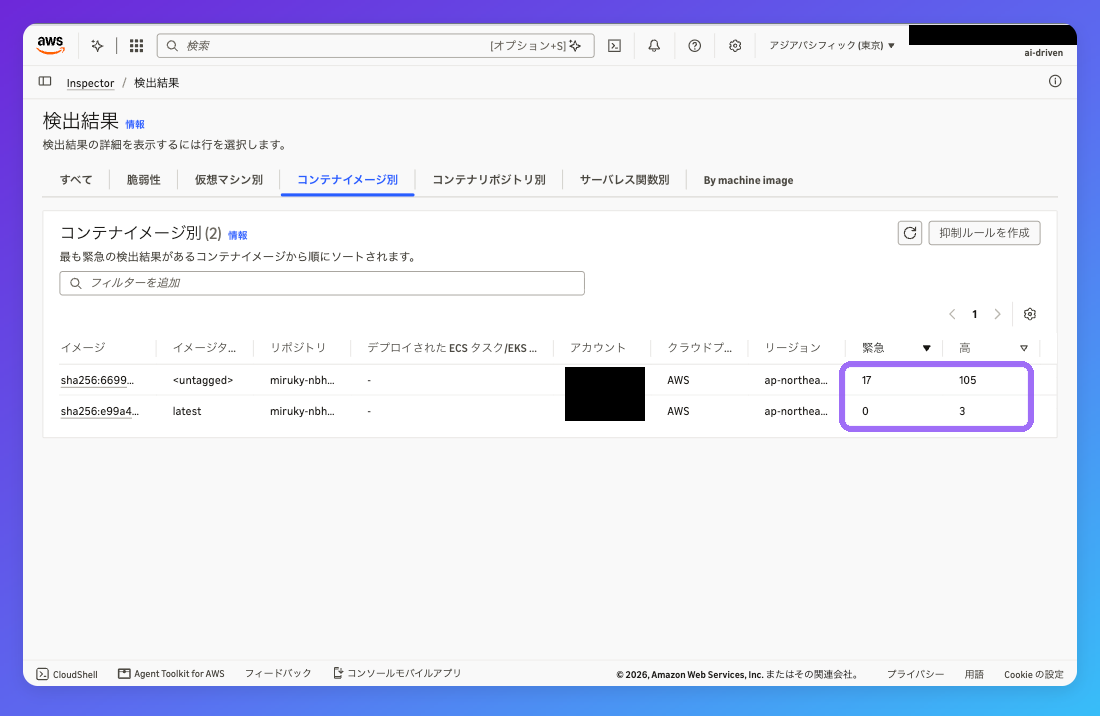 aws
検索 [オプション+S] アジアパシフィック (東京) ▼
ai-driven
Inspector / 検出結果
検出結果 情報
検出結果の詳細を表示するには行を選択します。
すべて 脆弱性 仮想マシン別 コンテナイメージ別 コンテナリポジトリ別 サーバーレス関数別 By machine image
コンテナイメージ別 (2) 情報 抑制ルールを作成
最も緊急の検出結果があるコンテナイメージから順にソートされます。
フィルターを追加
1
イメージ イメージタ... リポジトリ デプロイされた ECS タスク/EKS ... アカウント クラウドプ... リージョン 緊急 ▼ 高 ▽
sha256:6699... <untagged> miruky-nbh... - AWS ap-northea... 17 105
sha256:e99a4... latest miruky-nbh... - AWS ap-northea... 0 3
CloudShell Agent Toolkit for AWS フィードバック コンソールモバイルアプリ © 2026, Amazon Web Services, Inc. またはその関連会社。 プライバシー 用語 Cookie の設定